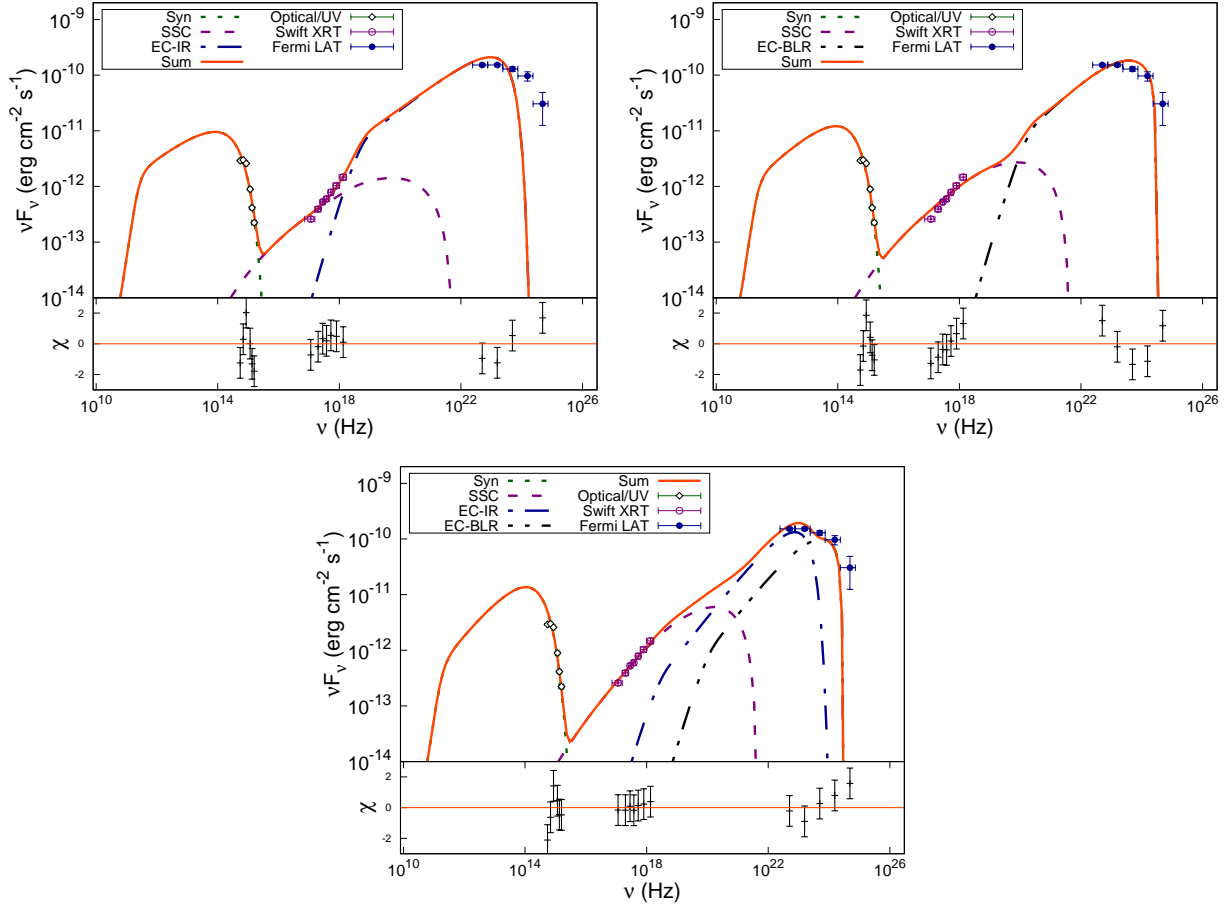 10^-9
10^-10
10^-11
10^-12
10^-13
10^-14
νF_ν (erg cm^-2 s^-1)
Syn
SSC
EC-IR
Sum
Optical/UV
Swift XRT
Fermi LAT
2
0
-2
χ
10^10 10^14 10^18 10^22 10^26
ν (Hz)
10^-9
10^-10
10^-11
10^-12
10^-13
10^-14
νF_ν (erg cm^-2 s^-1)
Syn
SSC
EC-BLR
Sum
Optical/UV
Swift XRT
Fermi LAT
2
0
-2
χ
10^10 10^14 10^18 10^22 10^26
ν (Hz)
10^-9
10^-10
10^-11
10^-12
10^-13
10^-14
νF_ν (erg cm^-2 s^-1)
Syn
SSC
EC-IR
EC-BLR
Sum
Optical/UV
Swift XRT
Fermi LAT
2
0
-2
χ
10^10 10^14 10^18 10^22 10^26
ν (Hz)